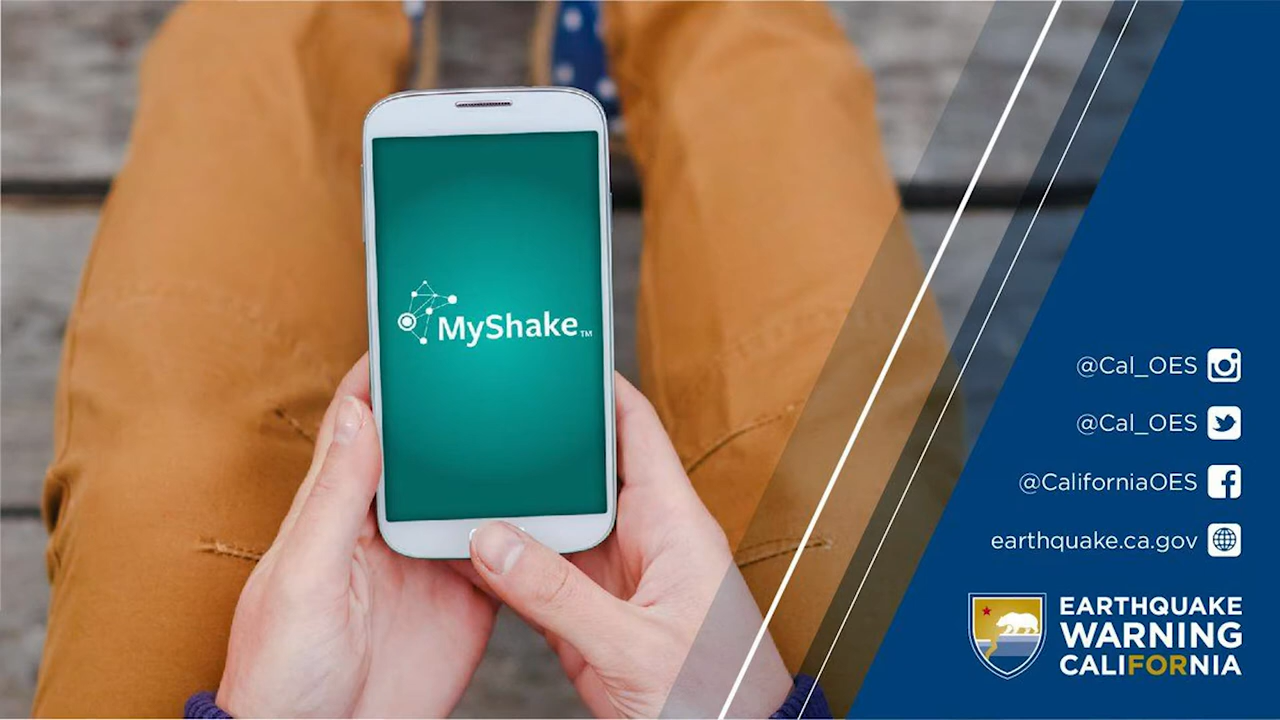 MyShake™
@Cal_OES
@Cal_OES
@CaliforniaOES
earthquake.ca.gov
EARTHQUAKE
WARNING
CALIFORNIA